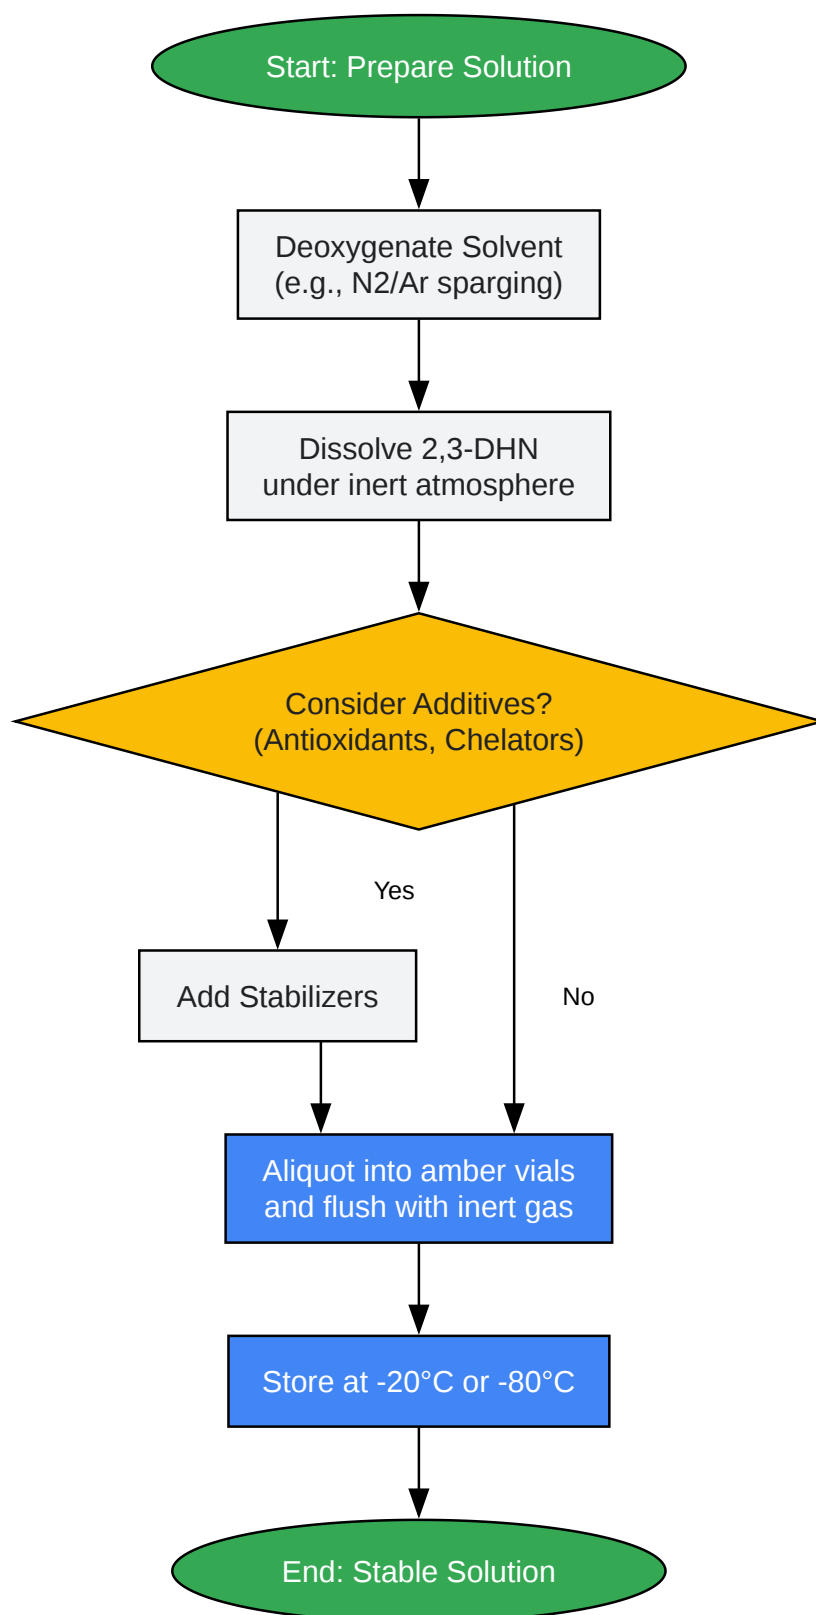 Start: Prepare Solution
Deoxygenate Solvent
(e.g., N2/Ar sparging)
Dissolve 2,3-DHN
under inert atmosphere
Consider Additives?
(Antioxidants, Chelators)
Yes
Add Stabilizers
No
Aliquot into amber vials
and flush with inert gas
Store at -20°C or -80°C
End: Stable Solution